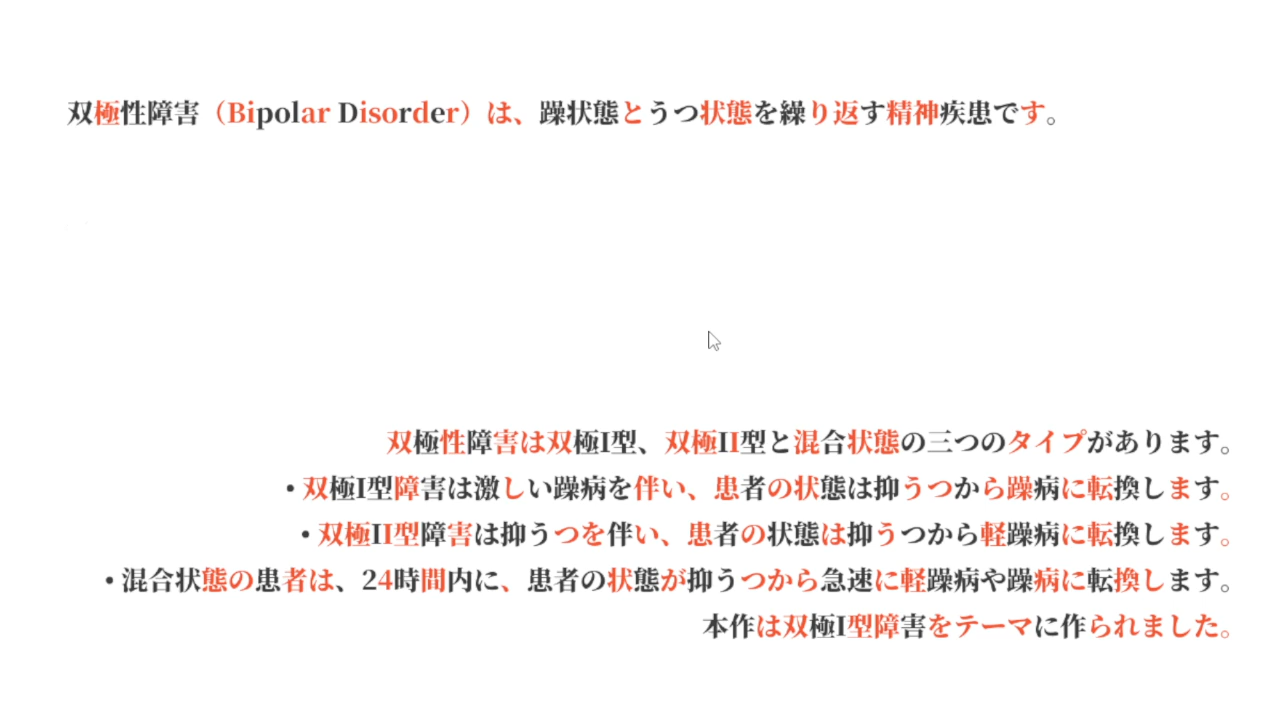 双極性障害（Bipolar Disorder）は、躁状態とうつ状態を繰り返す精神疾患です。
双極性障害は双極I型、双極II型と混合状態の三つのタイプがあります。
• 双極I型障害は激しい躁病を伴い、患者の状態は抑うつから躁病に転換します。
• 双極II型障害は抑うつを伴い、患者の状態は抑うつから軽躁病に転換します。
• 混合状態の患者は、24時間内に、患者の状態が抑うつから急速に軽躁病や躁病に転換します。
本作は双極I型障害をテーマに作られました。